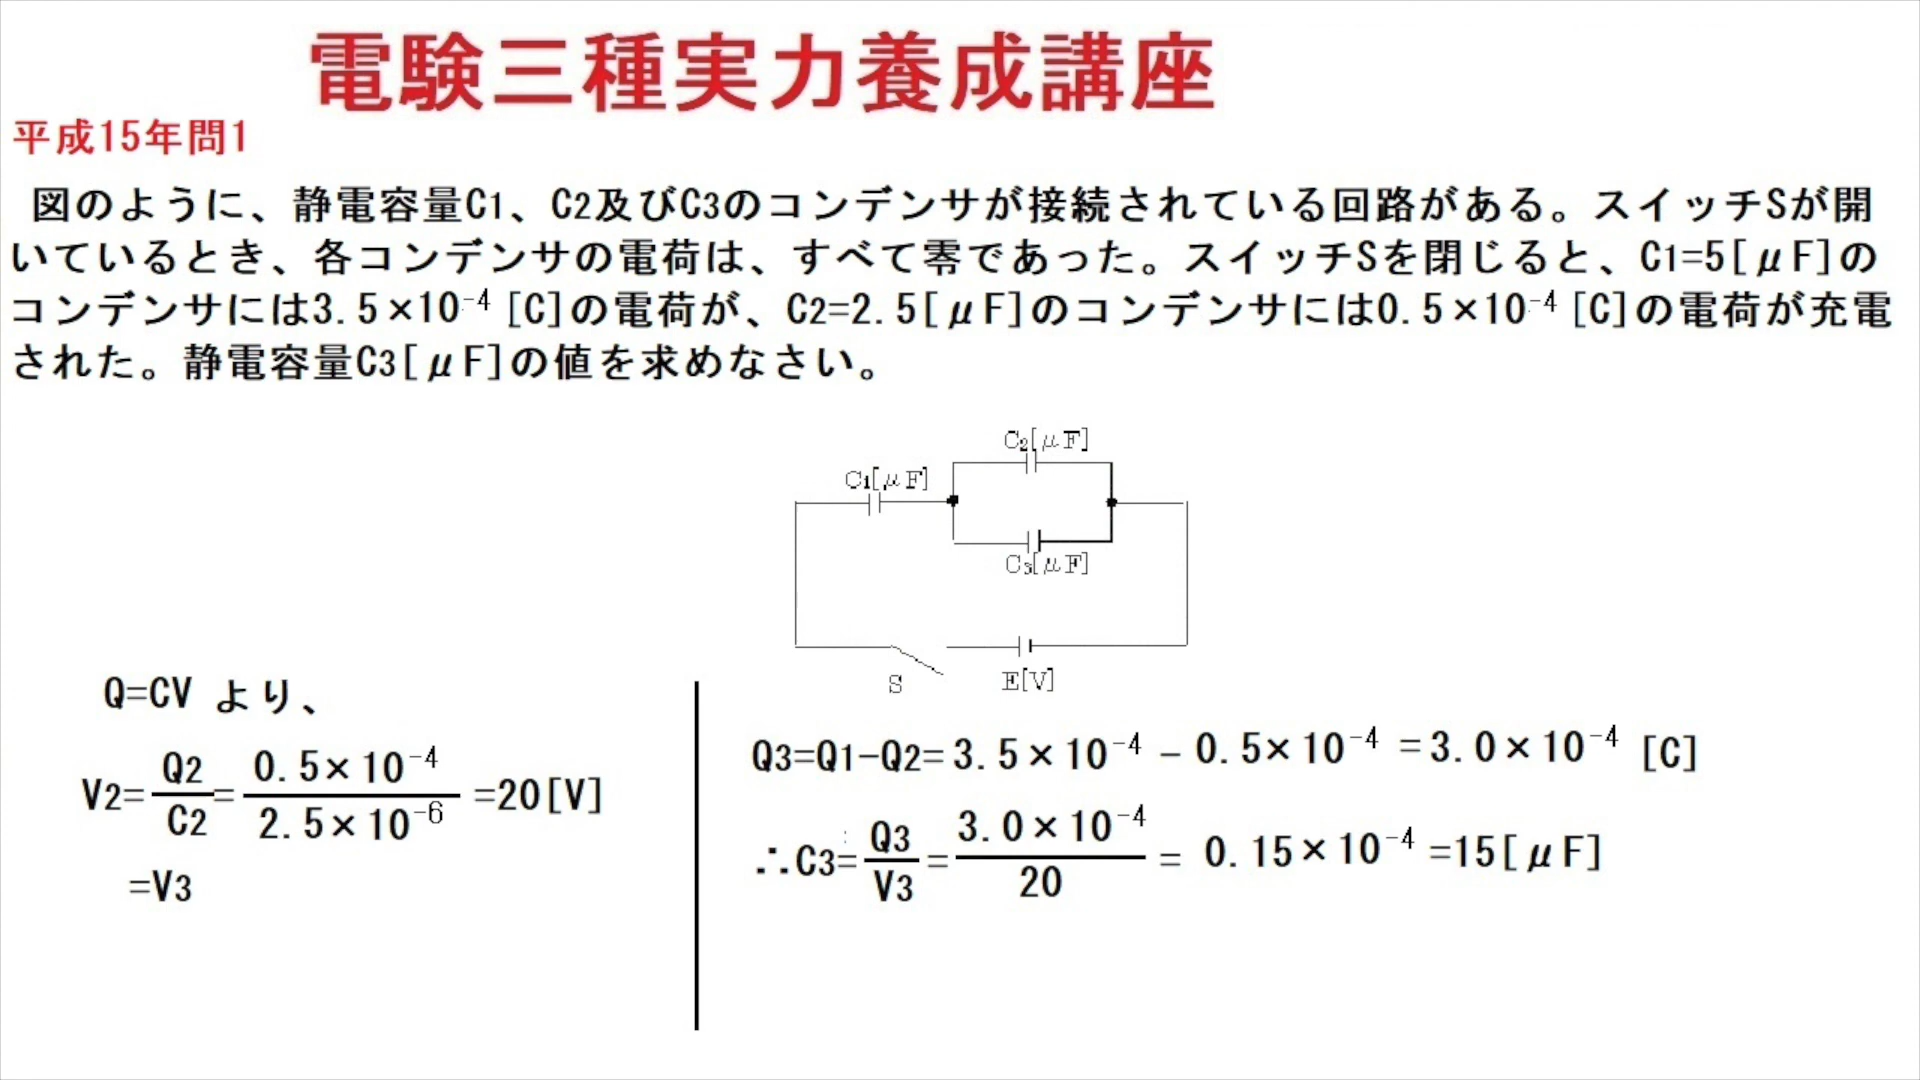 電験三種実力養成講座
平成15年問1
図のように、静電容量C1、C2及びC3のコンデンサが接続されている回路がある。スイッチSが開
いているとき、各コンデンサの電荷は、すべて零であった。スイッチSを閉じると、C1=5[μF]の
コンデンサには3.5×10⁻⁴ [C]の電荷が、C2=2.5[μF]のコンデンサには0.5×10⁻⁴ [C]の電荷が充電
された。静電容量C3[μF]の値を求めなさい。
C2[μF]
C1[μF]
C3[μF]
S
E[V]
Q=CV より、
V2=Q2/C2=0.5×10⁻⁴/2.5×10⁻⁶=20[V]
=V3
Q3=Q1-Q2=3.5×10⁻⁴-0.5×10⁻⁴=3.0×10⁻⁴ [C]
∴C3=Q3/V3=3.0×10⁻⁴/20=0.15×10⁻⁴=15[μF]